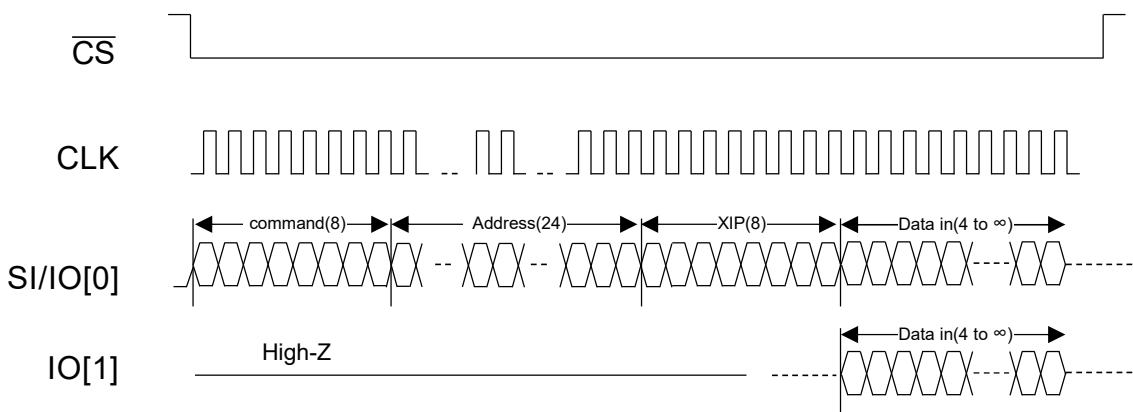 CS
CLK
command(8) Address(24) XIP(8) Data in(4 to ∞)
SI/IO[0]
Data in(4 to ∞)
High-Z
IO[1]